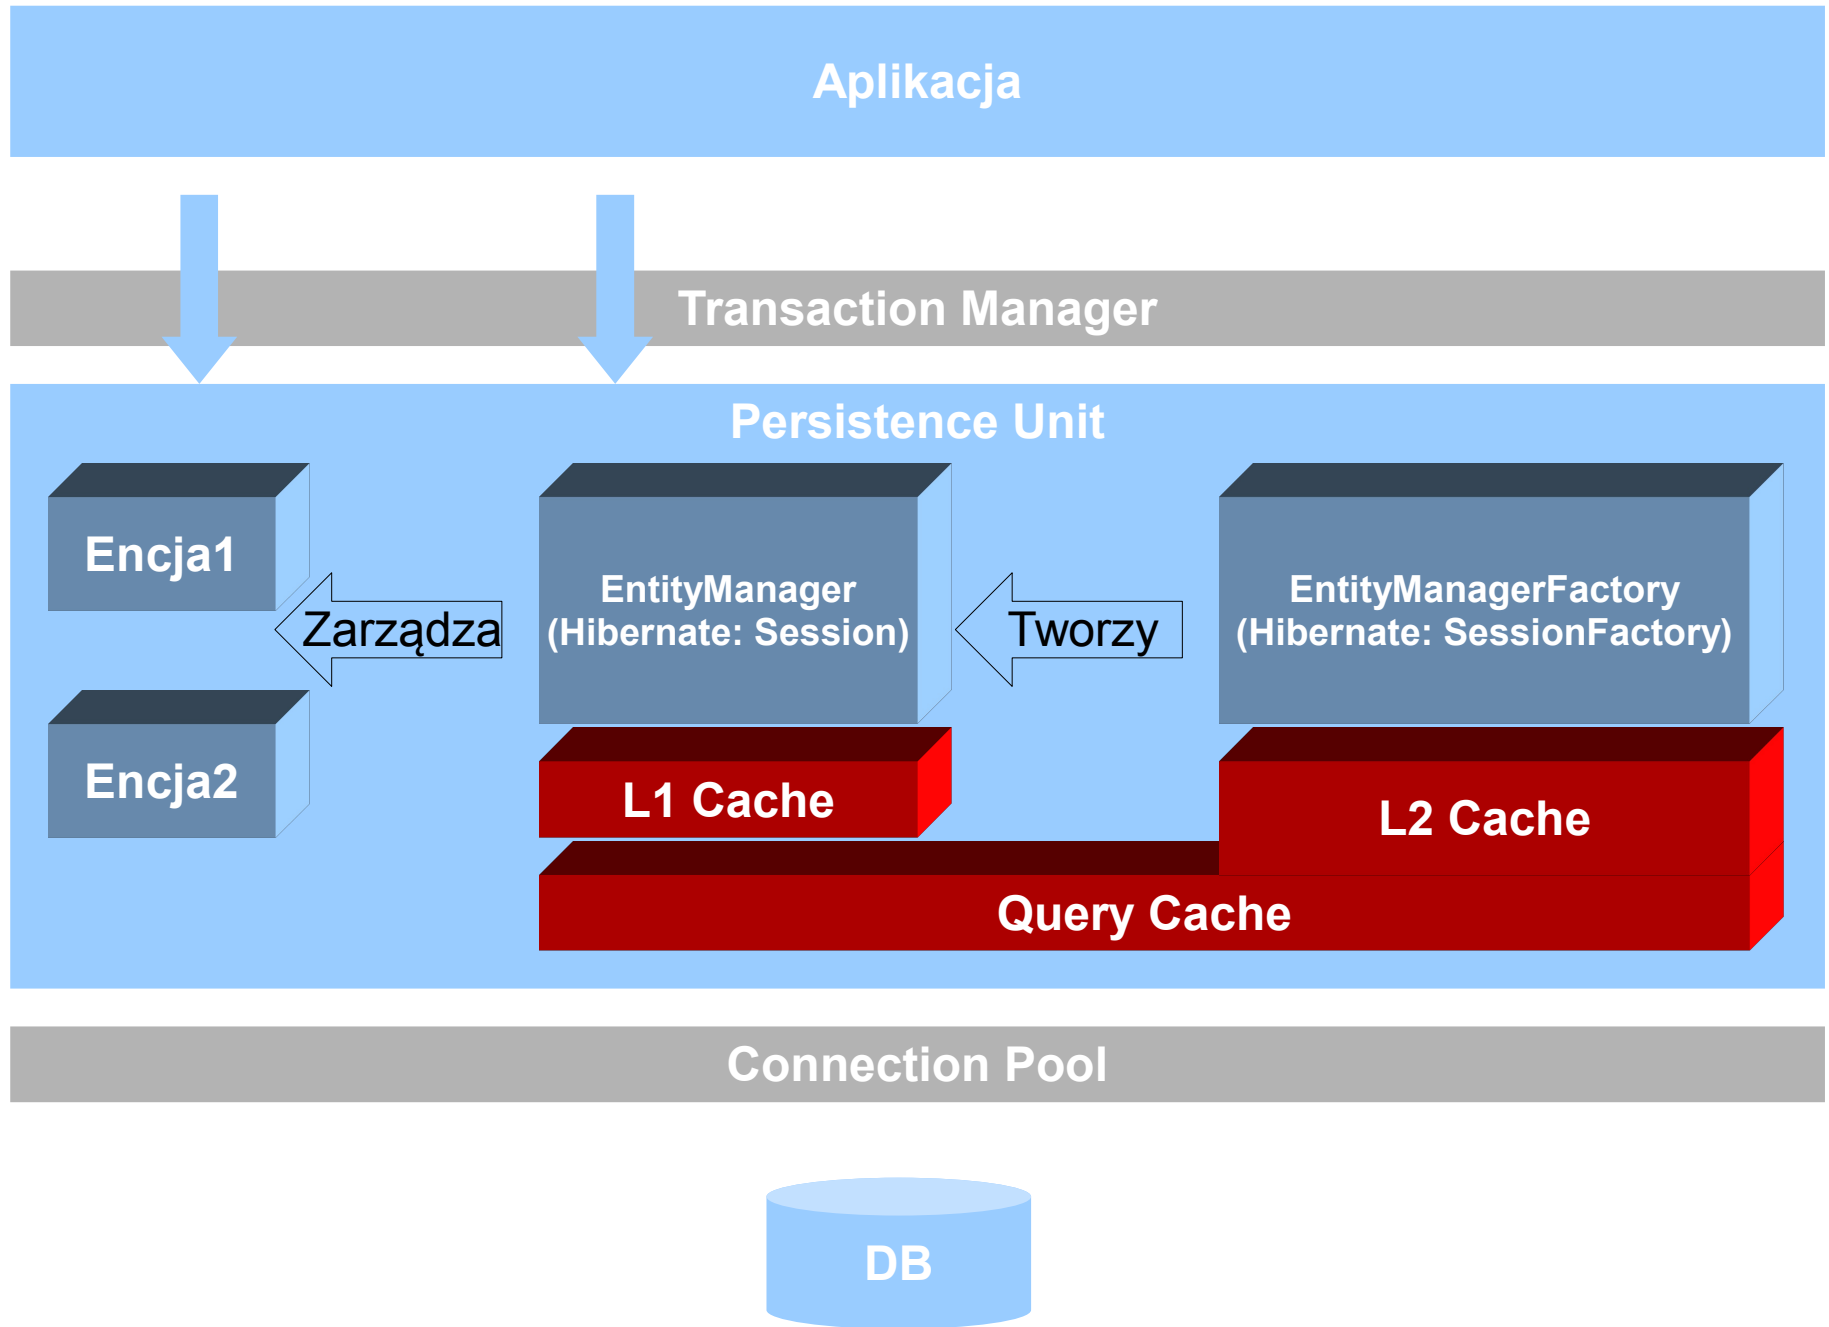 Aplikacja
Transaction Manager
Persistence Unit
Encja1
Zarządza
EntityManager
(Hibernate: Session)
Tworzy
EntityManagerFactory
(Hibernate: SessionFactory)
Encja2
L1 Cache
L2 Cache
Query Cache
Connection Pool
DB